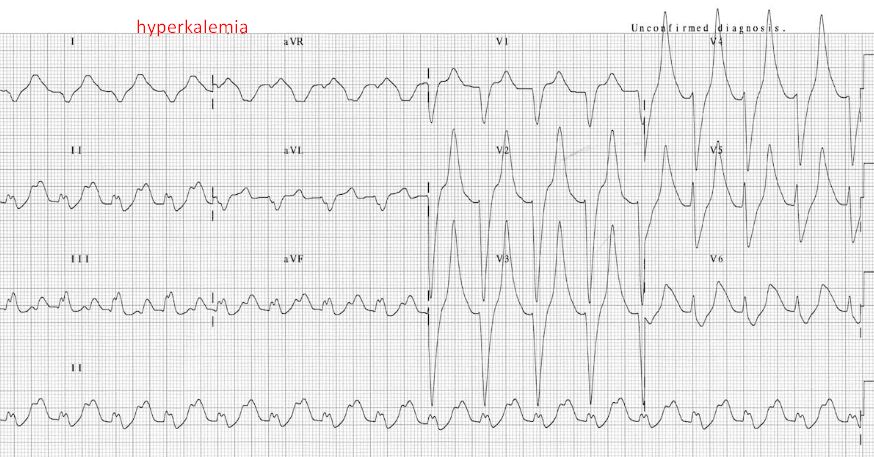 hyperkalemia
Unconfirmed diagnosis.
I aVR V1 V4
II aVL V2 V5
III aVF V3 V6
II